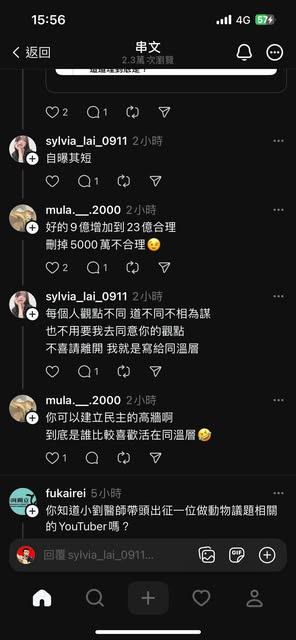 15:56
4G 57
返回
串文
2.3萬 次瀏覽
2
1
sylvia_lai_0911 2小時
自曝其短
1
mula.__.2000 2小時
好的 9 億增加到 23 億合理
刪掉 5000 萬不合理😉
2
1
sylvia_lai_0911 2小時
每個人觀點不同 道不同不相為謀
也不用要我去同意你的觀點
不喜請離開 我就是寫給同溫層
mula.__.2000 2小時
你可以建立民主的高牆啊
到底是誰比較喜歡活在同溫層🤣
1
fukairei 5小時
你知道小劉醫師帶頭出征一位做動物議題相關
的 YouTuber 嗎？
回覆 sylvia_lai_0911...
GIF